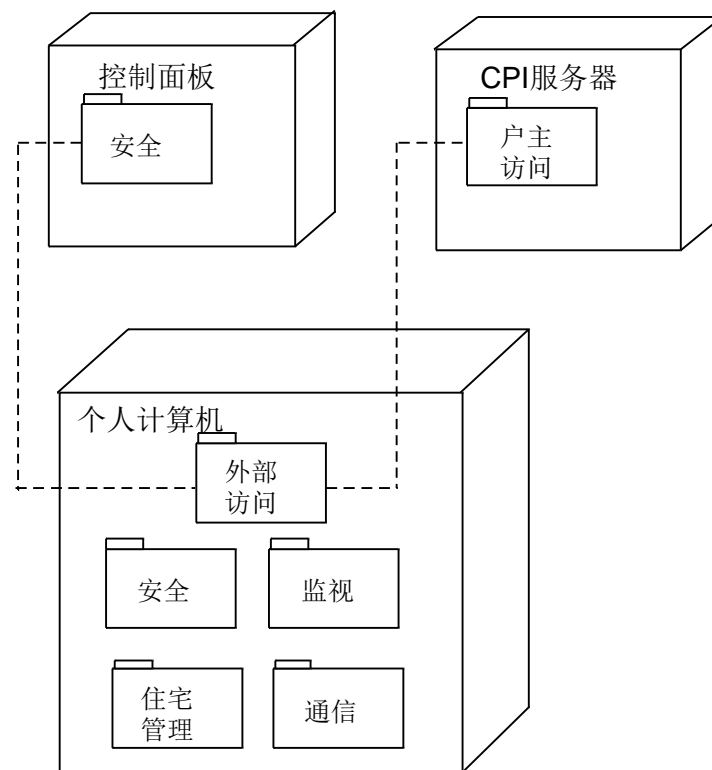 控制面板
安全
CPI服务器
户主
访问
个人计算机
外部
访问
安全
监视
住宅
管理
通信